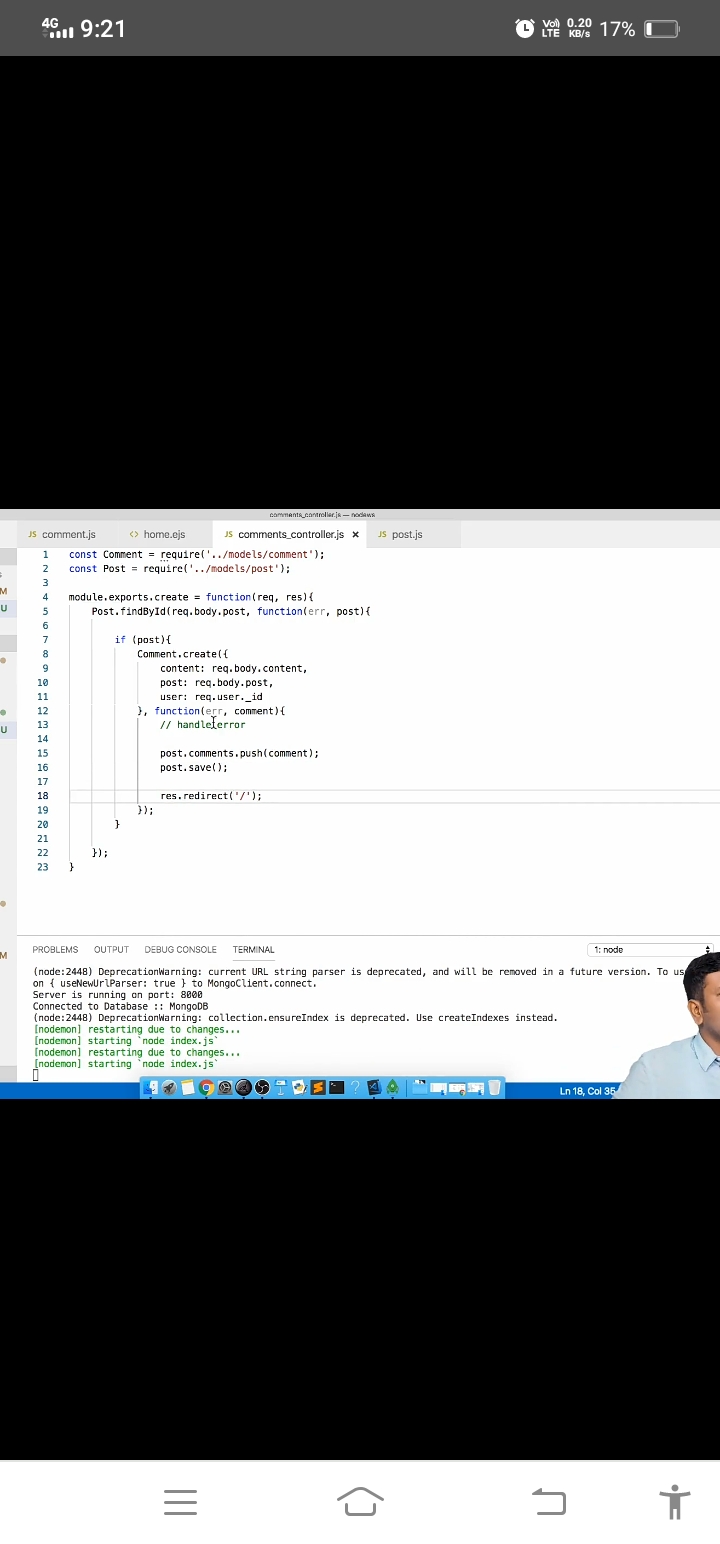 4G 9:21 Vo) LTE 0.20 KB/s 17%
comments_controller.js — nodews
JS comment.js <> home.ejs JS comments_controller.js × JS post.js
1 const Comment = require('../models/comment');
2 const Post = require('../models/post');
3
4 module.exports.create = function(req, res){
5 Post.findById(req.body.post, function(err, post){
6
7 if (post){
8 Comment.create({
9 content: req.body.content,
10 post: req.body.post,
11 user: req.user._id
12 }, function(err, comment){
13 // handle error
14
15 post.comments.push(comment);
16 post.save();
17
18 res.redirect('/');
19 });
20 }
21
22 });
23 }
M
U
U
M
PROBLEMS OUTPUT DEBUG CONSOLE TERMINAL 1: node
(node:2448) DeprecationWarning: current URL string parser is deprecated, and will be removed in a future version. To us
on { useNewUrlParser: true } to MongoClient.connect.
Server is running on port: 8000
Connected to Database :: MongoDB
(node:2448) DeprecationWarning: collection.ensureIndex is deprecated. Use createIndexes instead.
[nodemon] restarting due to changes...
[nodemon] starting `node index.js`
[nodemon] restarting due to changes...
[nodemon] starting `node index.js`
Ln 18, Col 35